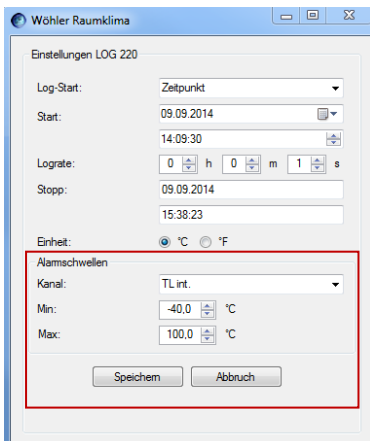 Wöhler Raumklima
Einstellungen LOG 220
Log-Start: Zeitpunkt
Start: 09.09.2014
14:09:30
Lograte: 0 h 0 m 1 s
Stopp: 09.09.2014
15:38:23
Einheit: °C °F
Alarmschwellen
Kanal: TL int.
Min: -40,0 °C
Max: 100,0 °C
Speichern Abbruch